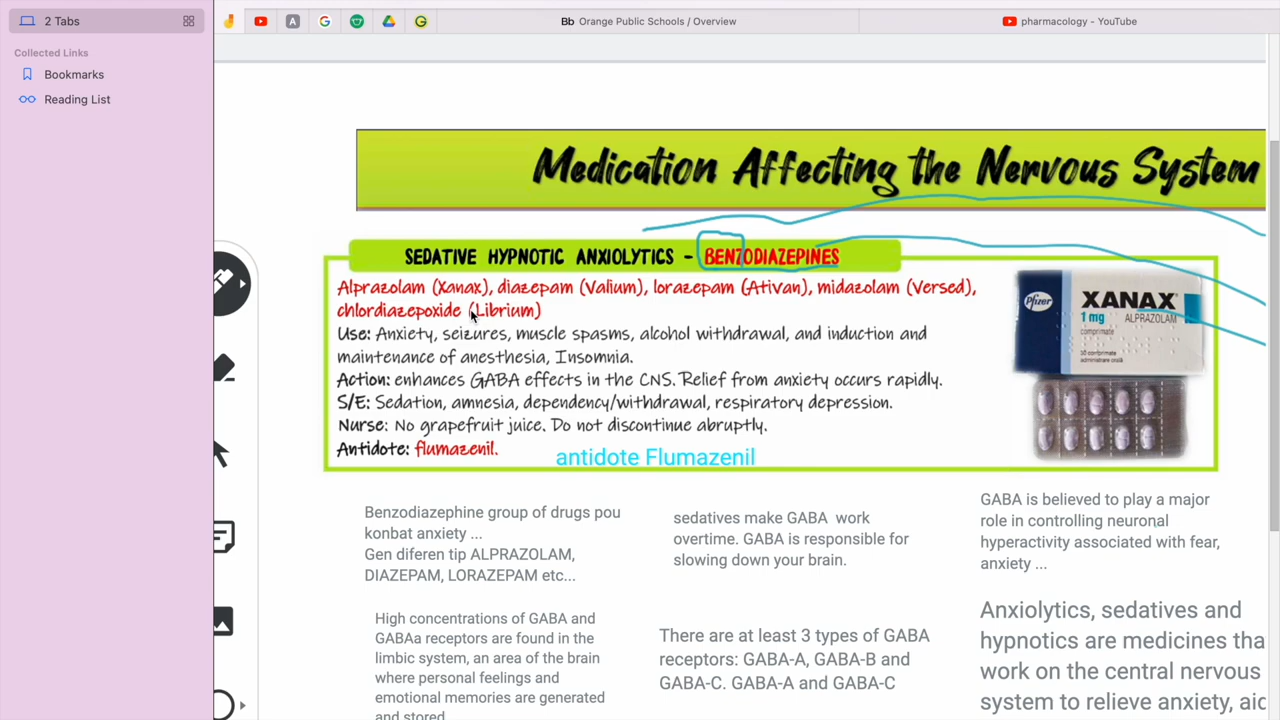 2 Tabs
Bb Orange Public Schools / Overview
pharmacology - YouTube
Collected Links
Bookmarks
Reading List
Medication Affecting the Nervous System
SEDATIVE HYPNOTIC ANXIOLYTICS - BENZODIAZEPINES
Alprazolam (Xanax), diazepam (Valium), lorazepam (Ativan), midazolam (Versed),
chlordiazepoxide (Librium)
Use: Anxiety, seizures, muscle spasms, alcohol withdrawal, and induction and
maintenance of anesthesia, Insomnia.
Action: enhances GABA effects in the CNS. Relief from anxiety occurs rapidly.
S/E: Sedation, amnesia, dependency/withdrawal, respiratory depression.
Nurse: No grapefruit juice. Do not discontinue abruptly.
Antidote: flumazenil.
antidote Flumazenil
Pfizer
XANAX
1 mg ALPRAZOLAM
comprimate
30 comprimate
administrare orală
Benzodiazephine group of drugs pou
konbat anxiety ...
Gen diferen tip ALPRAZOLAM,
DIAZEPAM, LORAZEPAM etc...
sedatives make GABA work
overtime. GABA is responsible for
slowing down your brain.
GABA is believed to play a major
role in controlling neuronal
hyperactivity associated with fear,
anxiety ...
High concentrations of GABA and
GABAa receptors are found in the
limbic system, an area of the brain
where personal feelings and
emotional memories are generated
and stored.
There are at least 3 types of GABA
receptors: GABA-A, GABA-B and
GABA-C. GABA-A and GABA-C
Anxiolytics, sedatives and
hypnotics are medicines tha
work on the central nervous
system to relieve anxiety, aid